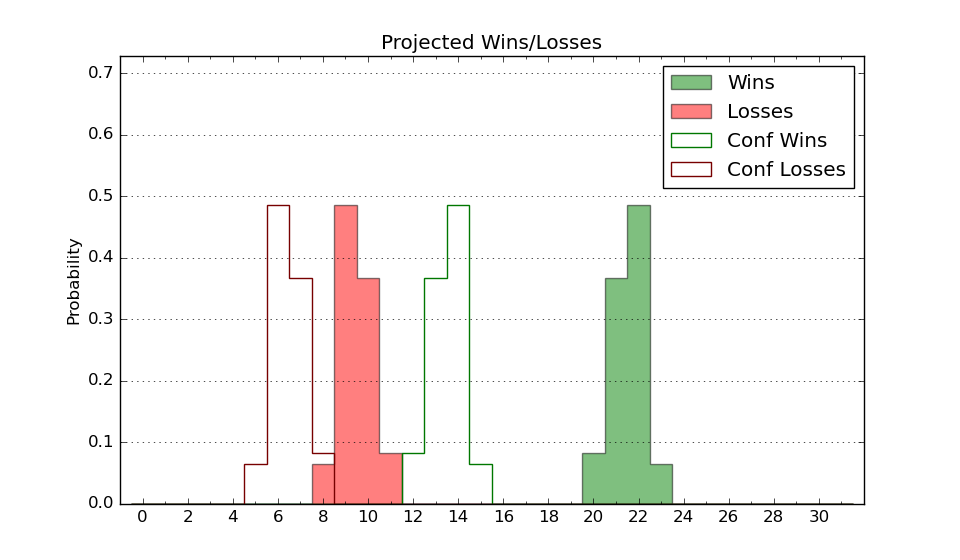 Projected Wins/Losses
Wins
Losses
Conf Wins
Conf Losses
Probability
0.7
0.6
0.5
0.4
0.3
0.2
0.1
0.0
0 2 4 6 8 10 12 14 16 18 20 22 24 26 28 30